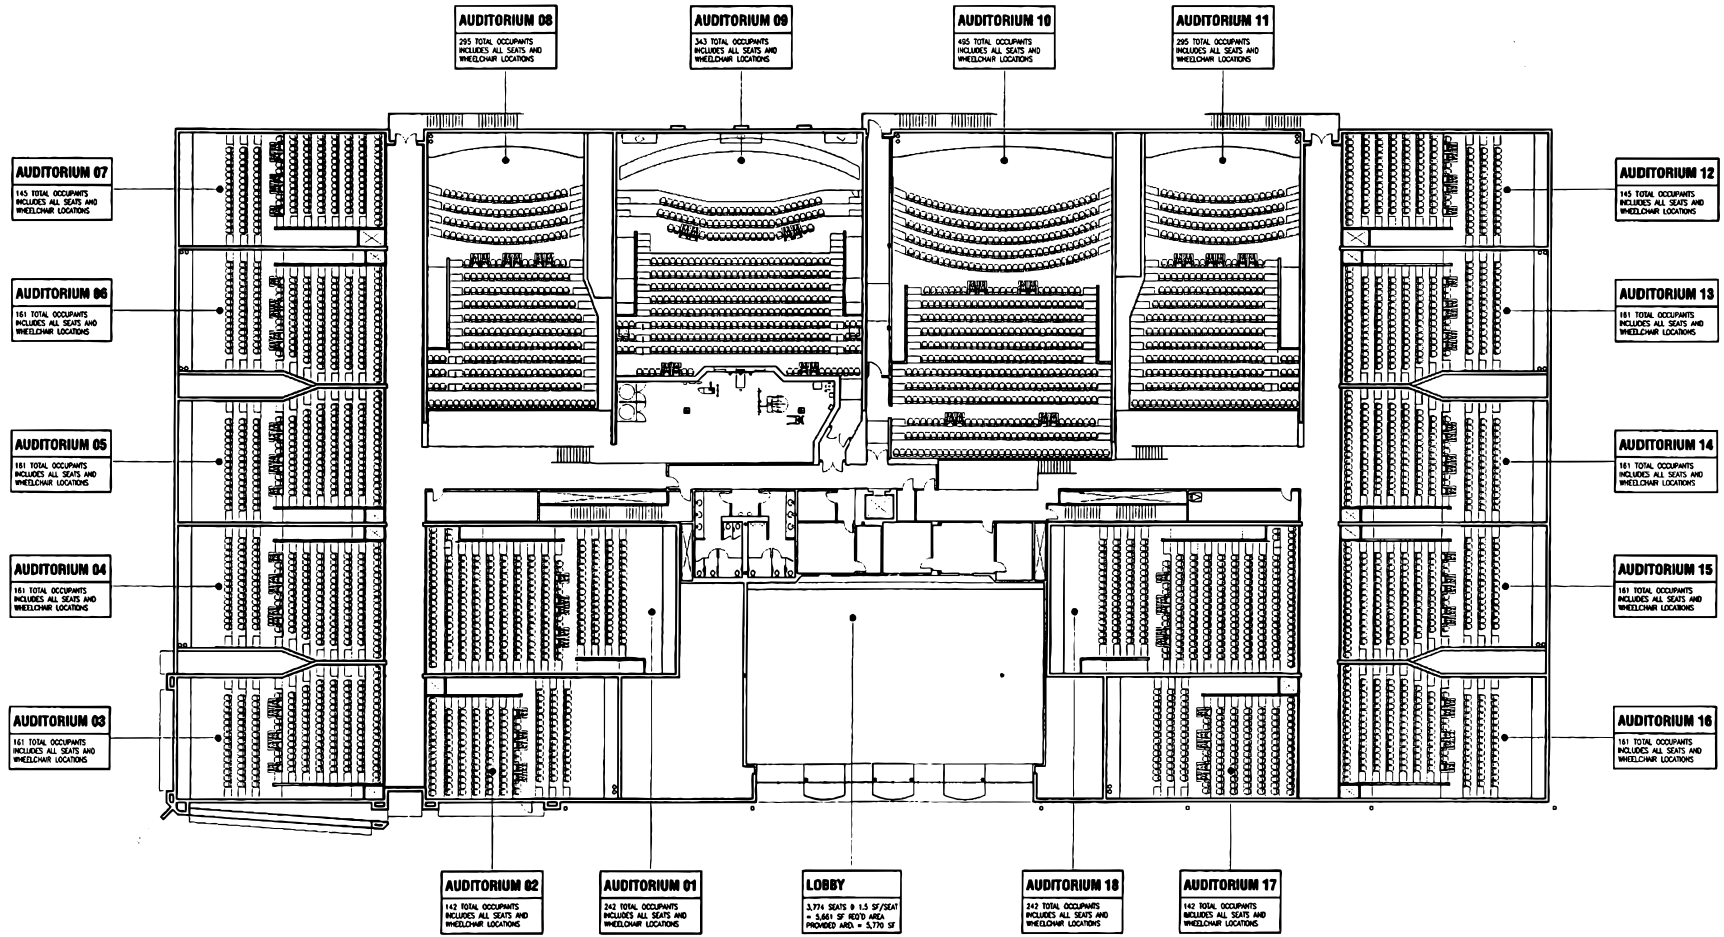 AUDITORIUM 08
295 TOTAL OCCUPANTS
INCLUDES ALL SEATS AND
WHEELCHAIR LOCATIONS
AUDITORIUM 09
343 TOTAL OCCUPANTS
INCLUDES ALL SEATS AND
WHEELCHAIR LOCATIONS
AUDITORIUM 10
495 TOTAL OCCUPANTS
INCLUDES ALL SEATS AND
WHEELCHAIR LOCATIONS
AUDITORIUM 11
295 TOTAL OCCUPANTS
INCLUDES ALL SEATS AND
WHEELCHAIR LOCATIONS
AUDITORIUM 07
145 TOTAL OCCUPANTS
INCLUDES ALL SEATS AND
WHEELCHAIR LOCATIONS
AUDITORIUM 12
145 TOTAL OCCUPANTS
INCLUDES ALL SEATS AND
WHEELCHAIR LOCATIONS
AUDITORIUM 06
161 TOTAL OCCUPANTS
INCLUDES ALL SEATS AND
WHEELCHAIR LOCATIONS
AUDITORIUM 13
161 TOTAL OCCUPANTS
INCLUDES ALL SEATS AND
WHEELCHAIR LOCATIONS
AUDITORIUM 05
161 TOTAL OCCUPANTS
INCLUDES ALL SEATS AND
WHEELCHAIR LOCATIONS
AUDITORIUM 14
161 TOTAL OCCUPANTS
INCLUDES ALL SEATS AND
WHEELCHAIR LOCATIONS
AUDITORIUM 04
161 TOTAL OCCUPANTS
INCLUDES ALL SEATS AND
WHEELCHAIR LOCATIONS
AUDITORIUM 15
161 TOTAL OCCUPANTS
INCLUDES ALL SEATS AND
WHEELCHAIR LOCATIONS
AUDITORIUM 03
161 TOTAL OCCUPANTS
INCLUDES ALL SEATS AND
WHEELCHAIR LOCATIONS
AUDITORIUM 16
161 TOTAL OCCUPANTS
INCLUDES ALL SEATS AND
WHEELCHAIR LOCATIONS
AUDITORIUM 02
142 TOTAL OCCUPANTS
INCLUDES ALL SEATS AND
WHEELCHAIR LOCATIONS
AUDITORIUM 01
242 TOTAL OCCUPANTS
INCLUDES ALL SEATS AND
WHEELCHAIR LOCATIONS
LOBBY
3,774 SEATS @ 1.5 SF/SEAT
= 5,661 SF REQ'D AREA
PROVIDED AREA = 5,770 SF
AUDITORIUM 18
242 TOTAL OCCUPANTS
INCLUDES ALL SEATS AND
WHEELCHAIR LOCATIONS
AUDITORIUM 17
142 TOTAL OCCUPANTS
INCLUDES ALL SEATS AND
WHEELCHAIR LOCATIONS